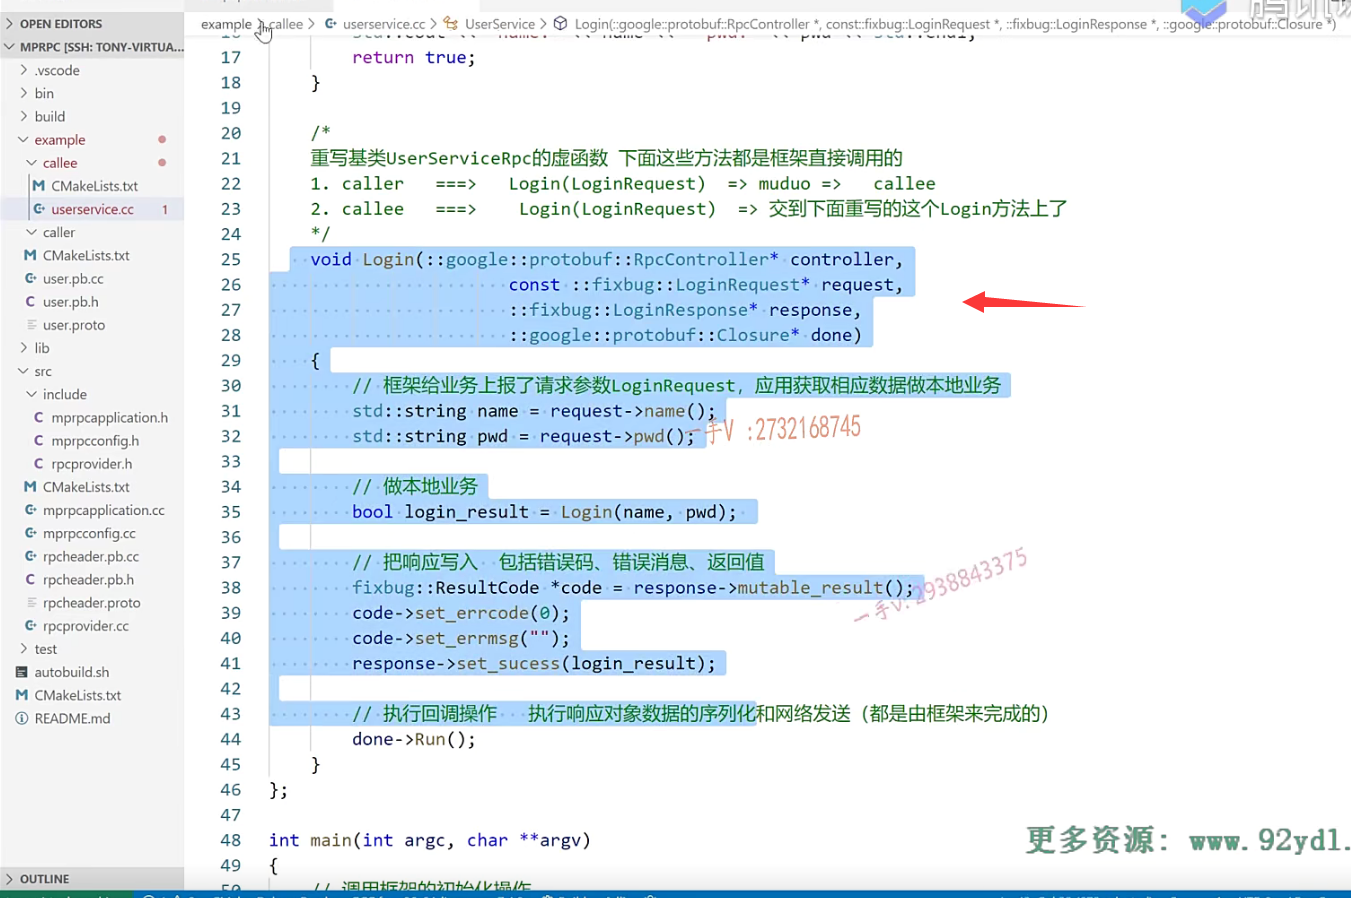 OPEN EDITORS
MPRPC [SSH: TONY-VIRTUA...
.vscode
bin
build
example
callee
CMakeLists.txt
userservice.cc 1
caller
CMakeLists.txt
user.pb.cc
user.pb.h
user.proto
lib
src
include
mprpcapplication.h
mprpcconfig.h
rpcprovider.h
CMakeLists.txt
mprpcapplication.cc
mprpcconfig.cc
rpcheader.pb.cc
rpcheader.pb.h
rpcheader.proto
rpcprovider.cc
test
autobuild.sh
CMakeLists.txt
README.md
OUTLINE
example > callee > userservice.cc > UserService > Login(::google::protobuf::RpcController *, const::fixbug::LoginRequest *, ::fixbug::LoginResponse *, ::google::protobuf::Closure *)
17 return true;
18 }
19
20 /*
21 重写基类UserServiceRpc的虚函数 下面这些方法都是框架直接调用的
22 1. caller ===> Login(LoginRequest) => muduo => callee
23 2. callee ===> Login(LoginRequest) => 交到下面重写的这个Login方法上了
24 */
25 void Login(::google::protobuf::RpcController* controller,
26 const ::fixbug::LoginRequest* request,
27 ::fixbug::LoginResponse* response,
28 ::google::protobuf::Closure* done)
29 {
30 // 框架给业务上报了请求参数LoginRequest，应用获取相应数据做本地业务
31 std::string name = request->name();
32 std::string pwd = request->pwd();
一手V :2732168745
33
34 // 做本地业务
35 bool login_result = Login(name, pwd);
36
37 // 把响应写入 包括错误码、错误消息、返回值
38 fixbug::ResultCode *code = response->mutable_result();
一手V: 2938843375
39 code->set_errcode(0);
40 code->set_errmsg("");
41 response->set_sucess(login_result);
42
43 // 执行回调操作 执行响应对象数据的序列化和网络发送（都是由框架来完成的）
44 done->Run();
45 }
46 };
47
48 int main(int argc, char **argv)
49 {
50 // 调用框架的初始化操作
更多资源: www.92yd1.